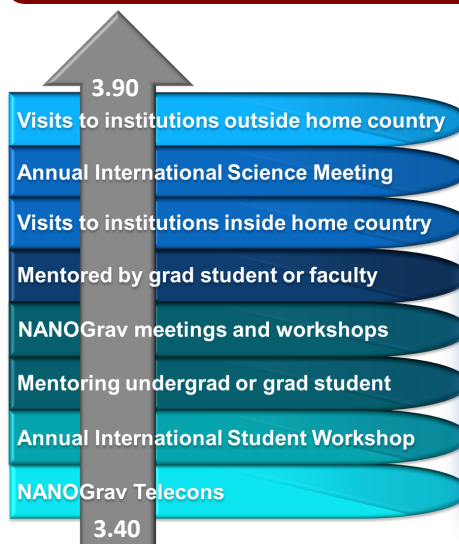 3.90
Visits to institutions outside home country
Annual International Science Meeting
Visits to institutions inside home country
Mentored by grad student or faculty
NANOGrav meetings and workshops
Mentoring undergrad or grad student
Annual International Student Workshop
NANOGrav Telecons
3.40